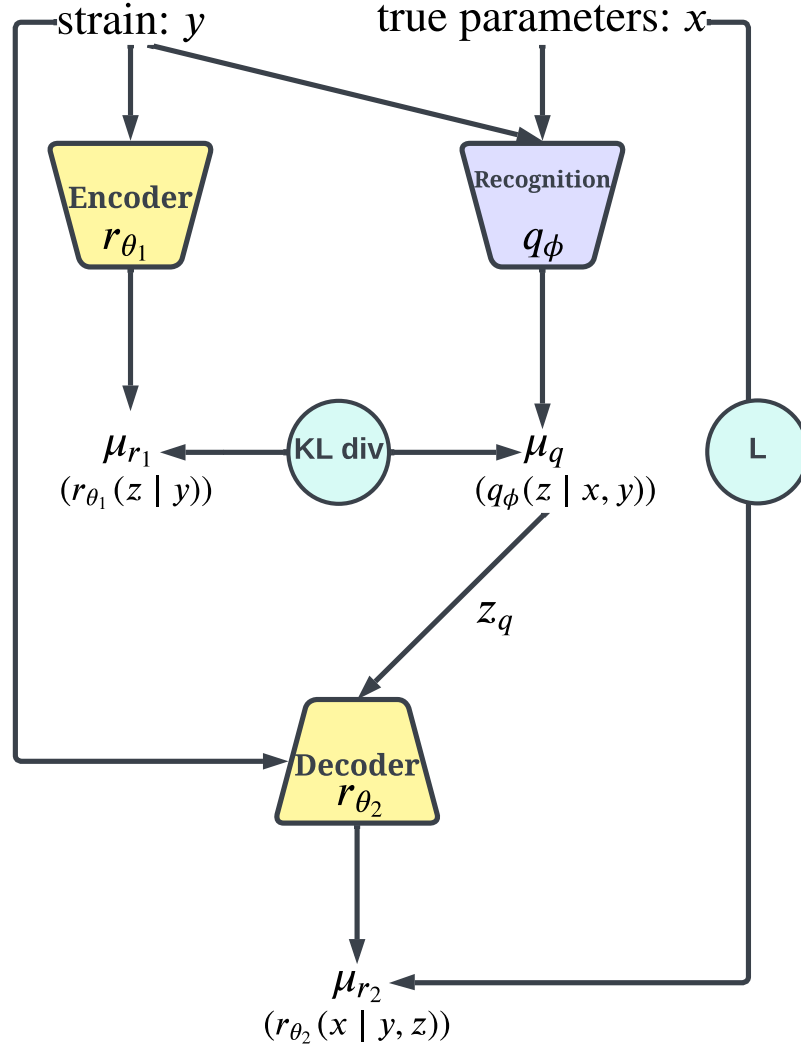 strain: y
true parameters: x
Encoder
r_{θ_1}
Recognition
q_ϕ
μ_{r_1}
(r_{θ_1}(z | y))
KL div
μ_q
(q_ϕ(z | x, y))
L
z_q
Decoder
r_{θ_2}
μ_{r_2}
(r_{θ_2}(x | y, z))